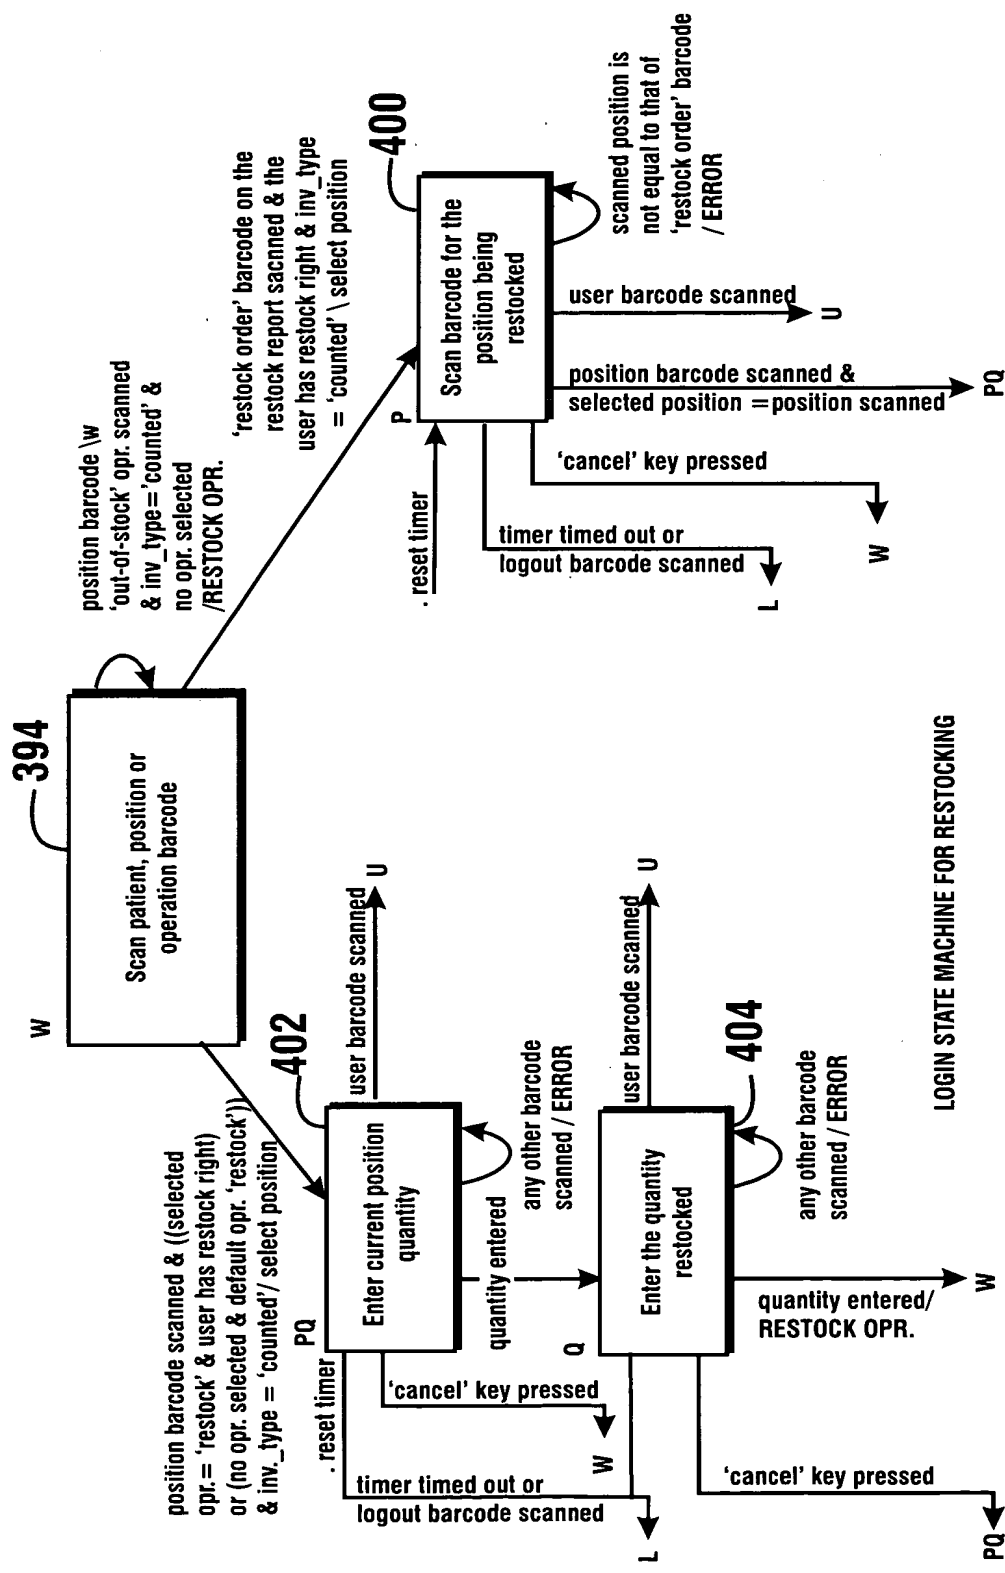 394
W
Scan patient, position or
operation barcode
position barcode \w
'out-of-stock' opr. scanned
& inv_type='counted' &
no opr. selected
/RESTOCK OPR.
'restock order' barcode on the
restock report sacnned & the
user has restock right & inv_type
= 'counted' \ select position
400
P
Scan barcode for the
position being
restocked
scanned position is
not equal to that of
'restock order' barcode
/ ERROR
user barcode scanned
U
position barcode scanned &
selected position =position scanned
PQ
'cancel' key pressed
W
. reset timer
timer timed out or
logout barcode scanned
L
position barcode scanned & ((selected
opr.= 'restock' & user has restock right)
or (no opr. selected & default opr. 'restock'))
& inv._type = 'counted'/ select position
402
PQ
Enter current position
quantity
user barcode scanned
U
any other barcode
scanned / ERROR
quantity entered
. reset timer
'cancel' key pressed
W
timer timed out or
logout barcode scanned
L
404
Q
Enter the quantity
restocked
user barcode scanned
U
any other barcode
scanned / ERROR
quantity entered/
RESTOCK OPR.
W
'cancel' key pressed
PQ
LOGIN STATE MACHINE FOR RESTOCKING